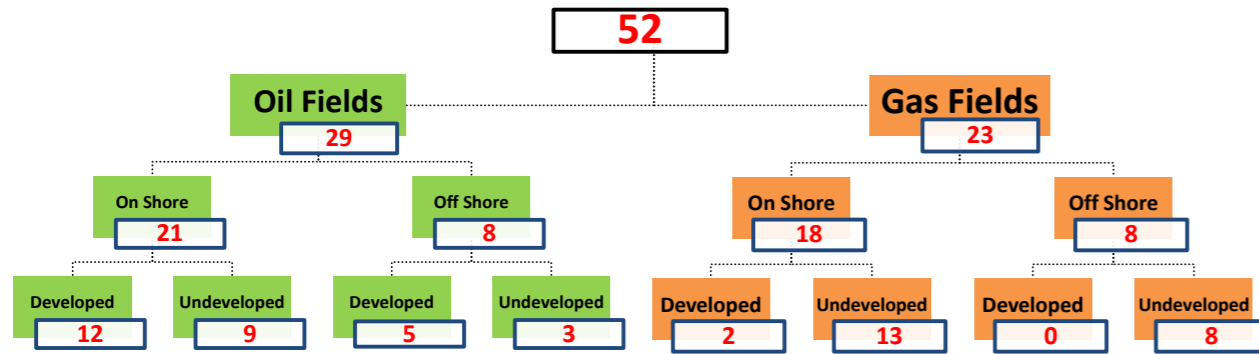 52
Oil Fields
29
Gas Fields
23
On Shore
21
Off Shore
8
On Shore
18
Off Shore
8
Developed
12
Undeveloped
9
Developed
5
Undeveloped
3
Developed
2
Undeveloped
13
Developed
0
Undeveloped
8